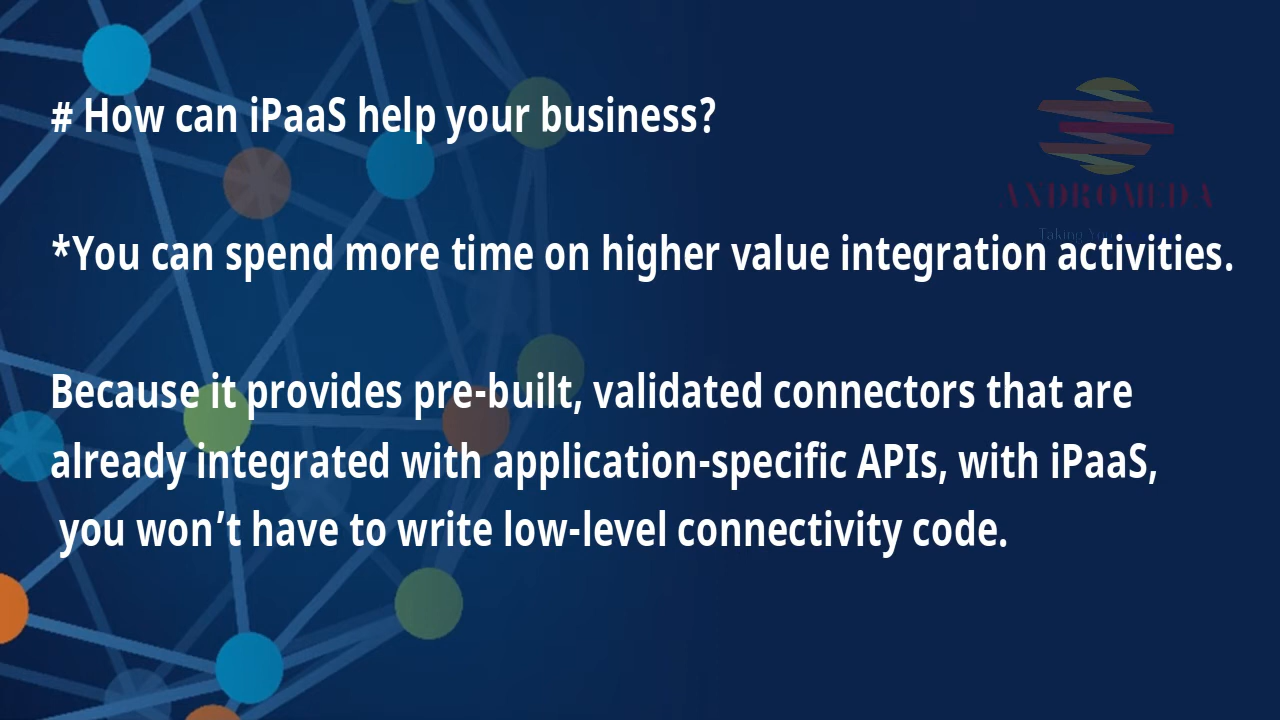 # How can iPaaS help your business?
ANDROMEDA
*You can spend more time on higher value integration activities.
Because it provides pre-built, validated connectors that are
already integrated with application-specific APIs, with iPaaS,
you won’t have to write low-level connectivity code.